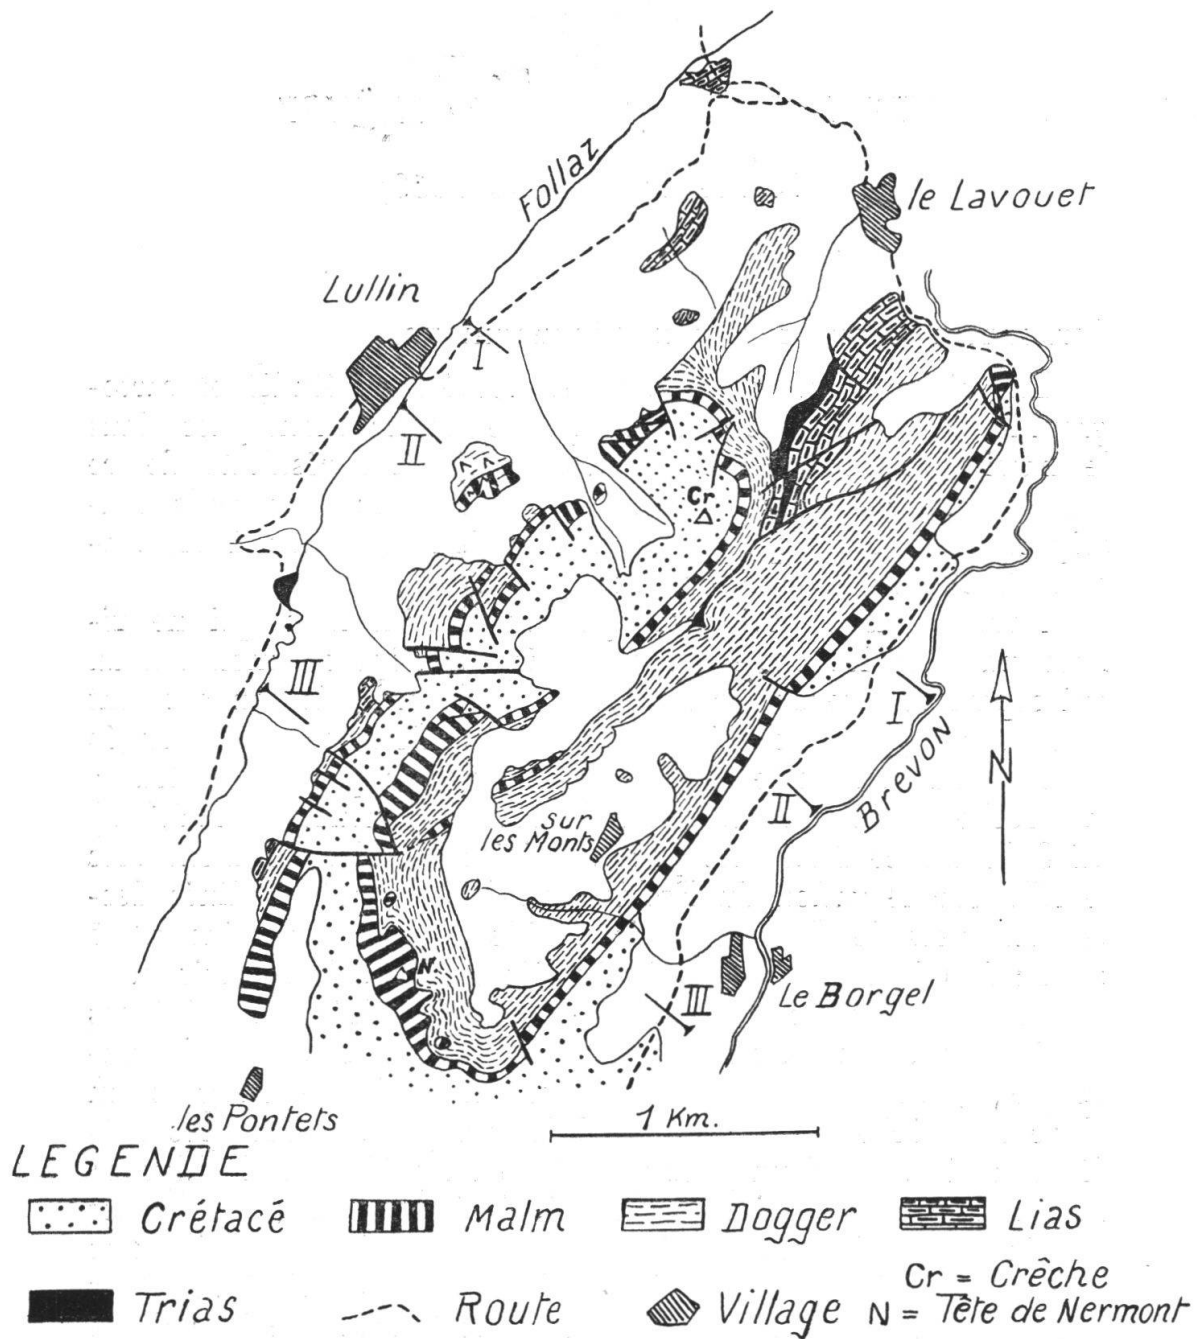 Follaz
le Lavouet
Lullin
I
II
Cr
III
I
N
Brevon
II
sur
les Monts
N
III
Le Borgel
les Pontets
1 Km.
LEGENDE
Crétacé
Malm
Dogger
Lias
Trias
Route
Village
Cr = Crêche
N = Tête de Nermont